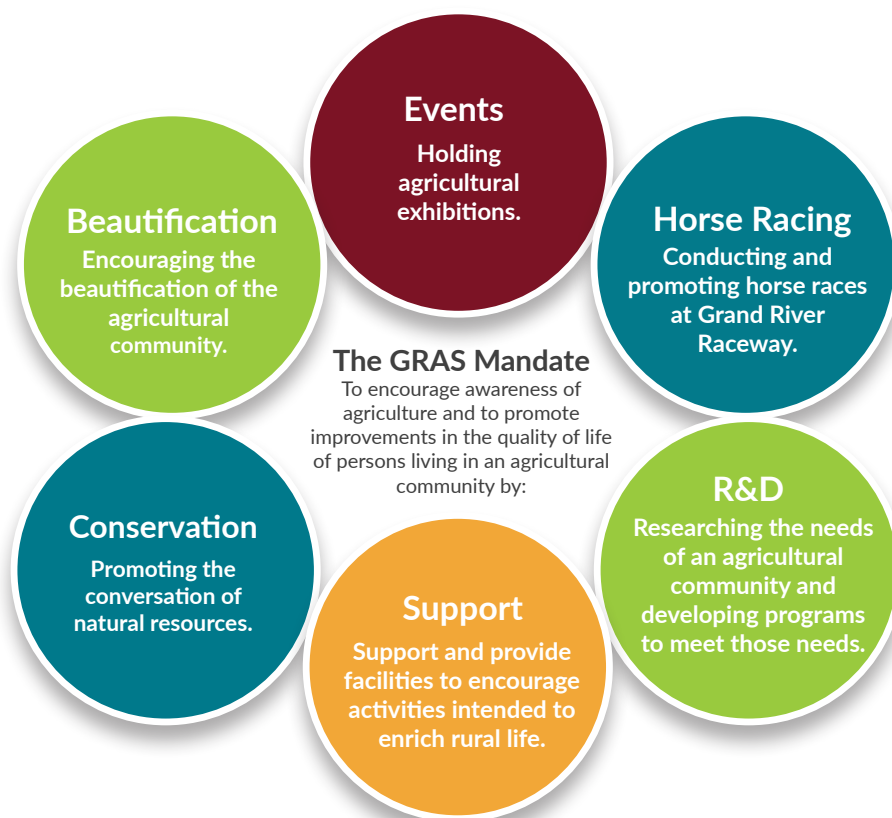 Events
Holding
agricultural
exhibitions.
Beautification
Encouraging the
beautification of the
agricultural
community.
Horse Racing
Conducting and
promoting horse races
at Grand River
Raceway.
The GRAS Mandate
To encourage awareness of
agriculture and to promote
improvements in the quality of life
of persons living in an agricultural
community by:
Conservation
Promoting the
conversation of
natural resources.
R&D
Researching the needs
of an agricultural
community and
developing programs
to meet those needs.
Support
Support and provide
facilities to encourage
activities intended to
enrich rural life.